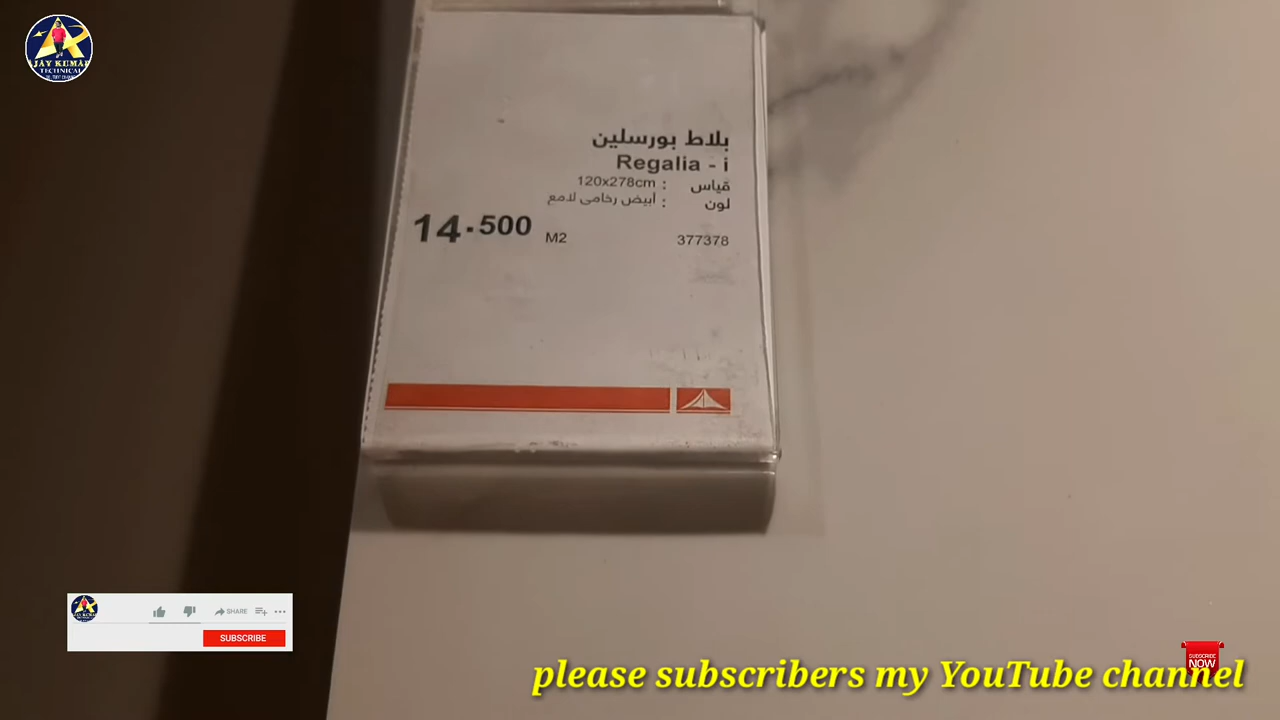 AJAY KUMAR
TECHNICAL
بلاط بورسلين
Regalia - i
قياس : 120x278cm
لون : أبيض رخامي لامع
14.500 M2 377378
SHARE
SUBSCRIBE
SUBSCRIBE
NOW
please subscribers my YouTube channel